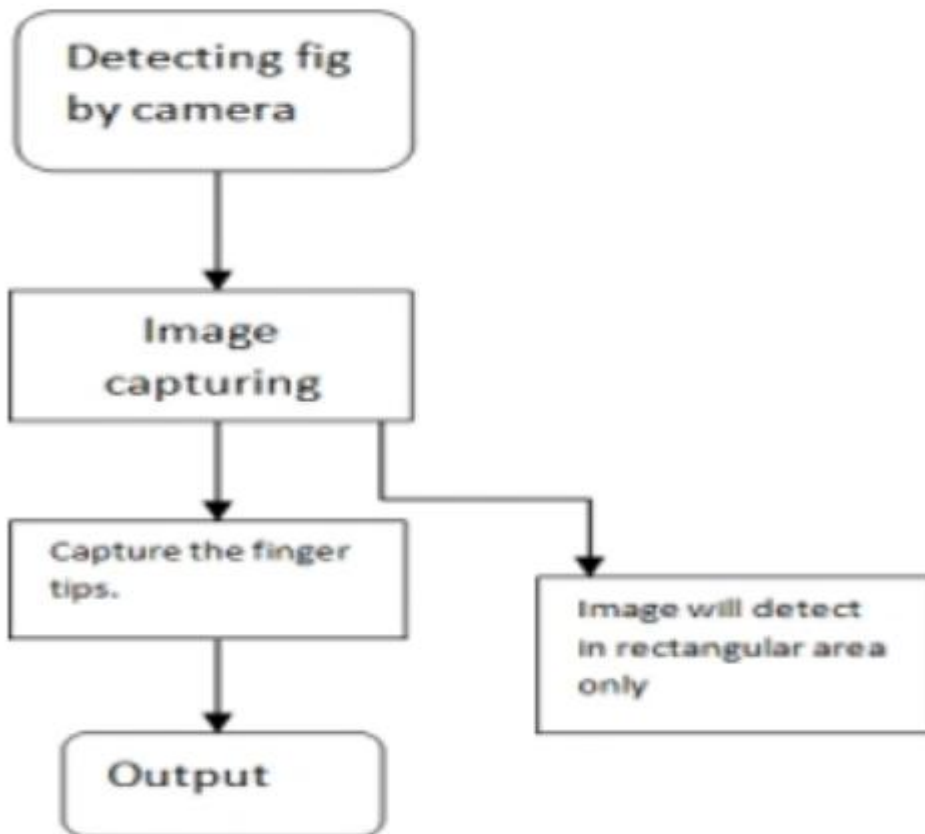 Detecting fig
by camera
Image
capturing
Capture the finger
tips.
Image will detect
in rectangular area
only
Output